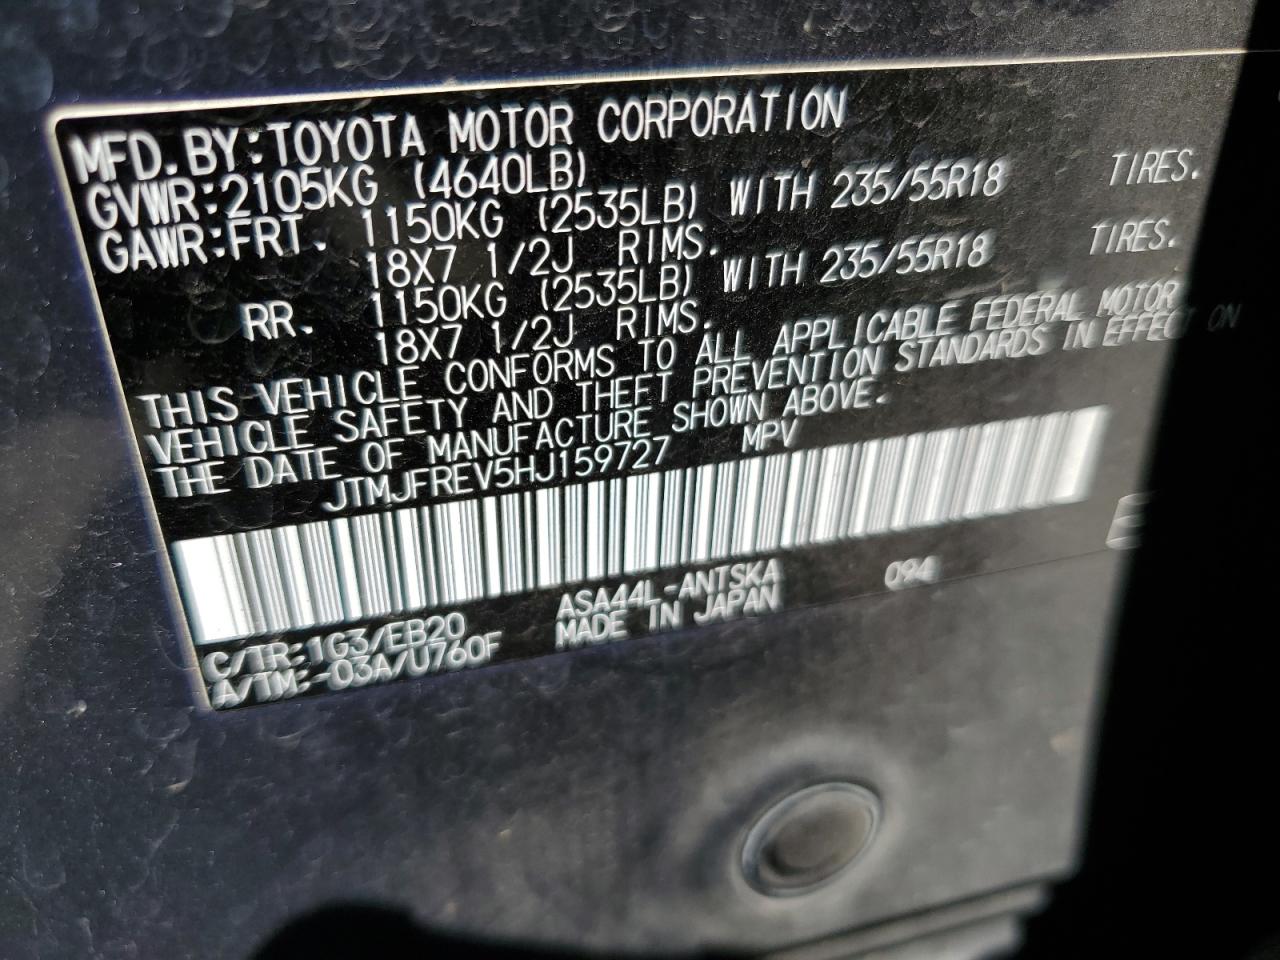 MFD. BY: TOYOTA MOTOR CORPORATION
GVWR: 2105KG (4640LB)
GAWR: FRT. 1150KG (2535LB) WITH 235/55R18 TIRES.
18X7 1/2J RIMS.
RR. 1150KG (2535LB) WITH 235/55R18 TIRES.
18X7 1/2J RIMS.
THIS VEHICLE CONFORMS TO ALL APPLICABLE FEDERAL MOTOR
VEHICLE SAFETY AND THEFT PREVENTION STANDARDS IN EFFECT ON
THE DATE OF MANUFACTURE SHOWN ABOVE.
JTMJFREV5HJ159727 MPV
ASA44L-ANTSKA 094
C/TR: 1G3/EB20 MADE IN JAPAN
A/TM: -03A/U760F